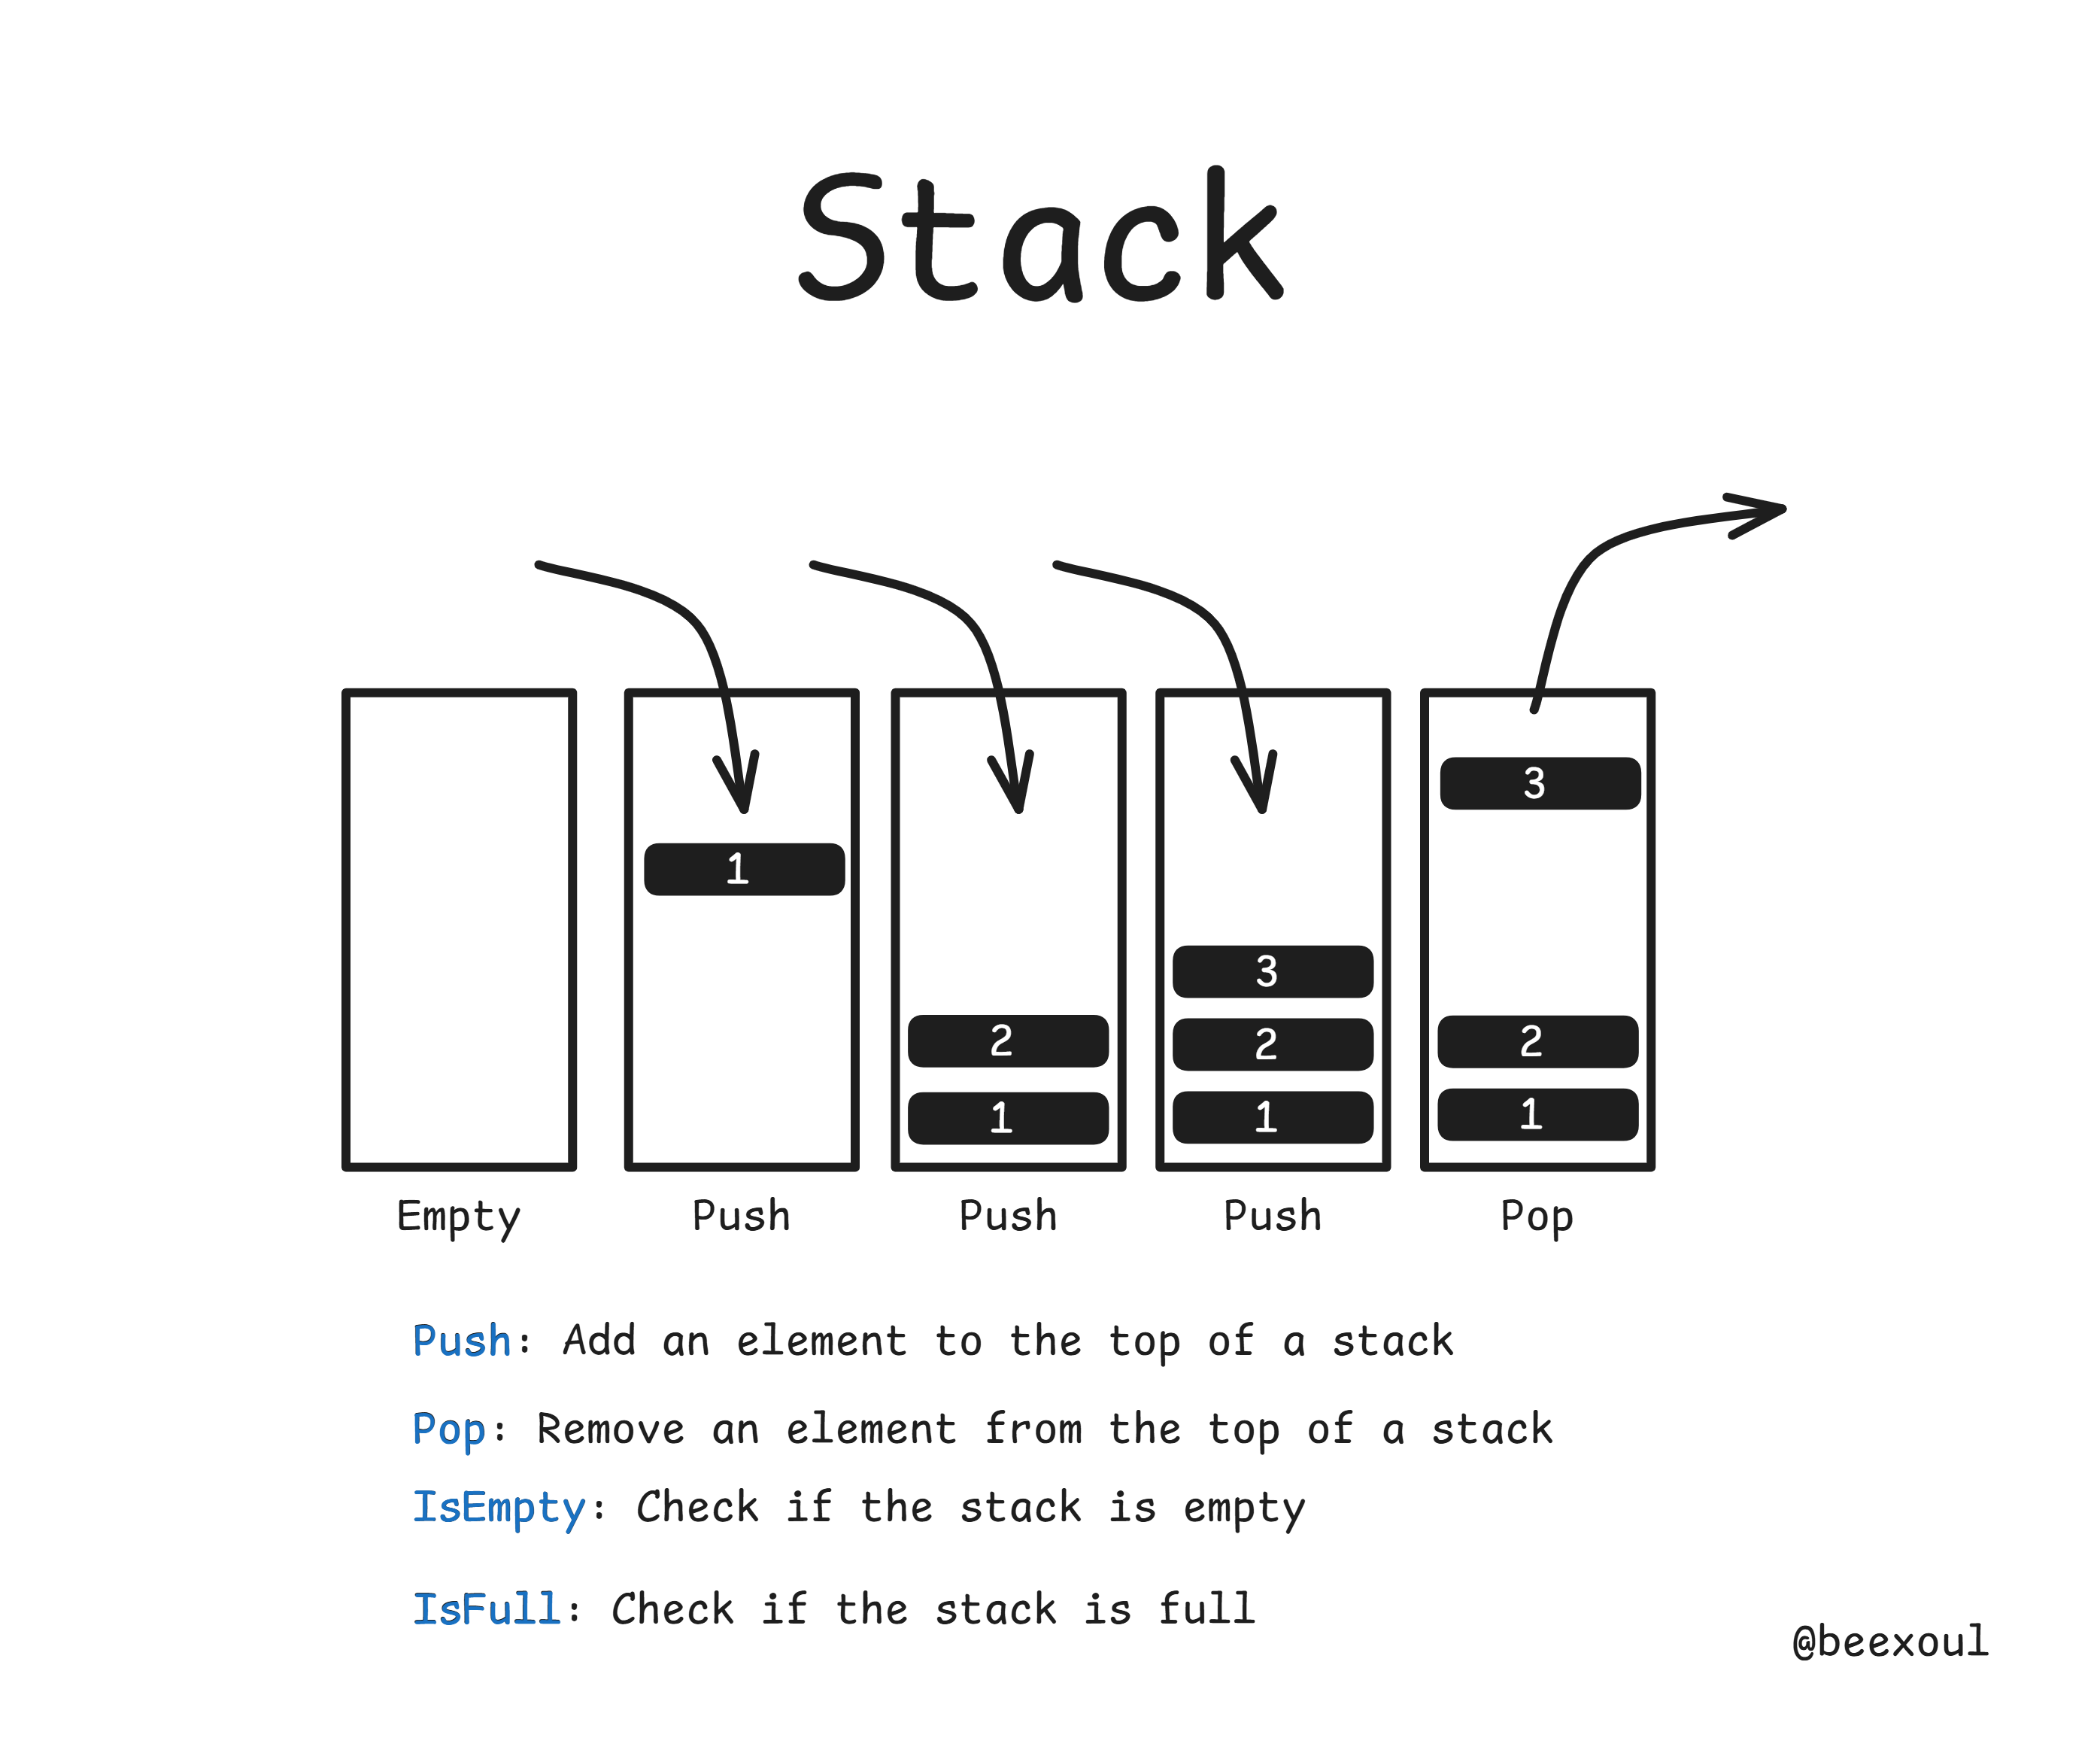 Stack
1
2
1
3
2
1
3
2
1
Empty
Push
Push
Push
Pop
Push: Add an element to the top of a stack
Pop: Remove an element from the top of a stack
IsEmpty: Check if the stack is empty
IsFull: Check if the stack is full
@beexoul